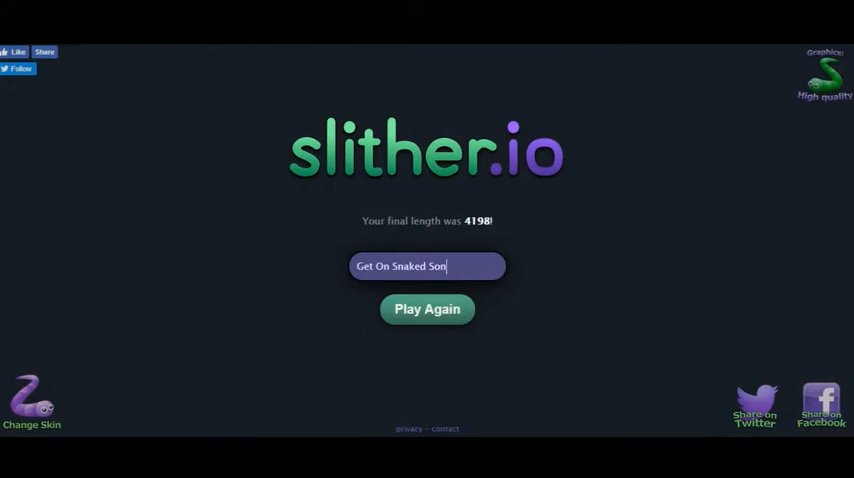 Like Share
Follow
Graphics:
High quality
slither.io
Your final length was 4198!
Get On Snaked Son
Play Again
Change Skin
Share on
Twitter
Share on
Facebook
privacy - contact